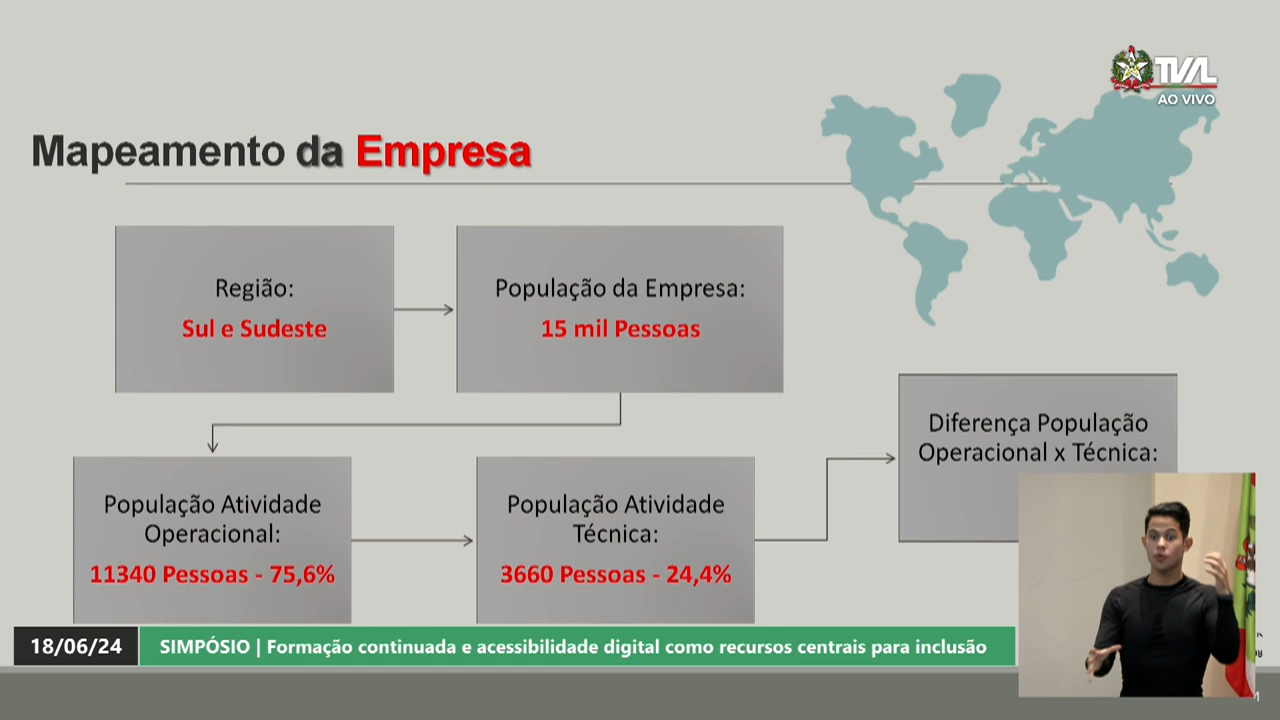 TVAL
AO VIVO
Mapeamento da Empresa
Região:
Sul e Sudeste
População da Empresa:
15 mil Pessoas
Diferença População
Operacional x Técnica:
População Atividade
Operacional:
11340 Pessoas - 75,6%
População Atividade
Técnica:
3660 Pessoas - 24,4%
18/06/24
SIMPÓSIO | Formação continuada e acessibilidade digital como recursos centrais para inclusão